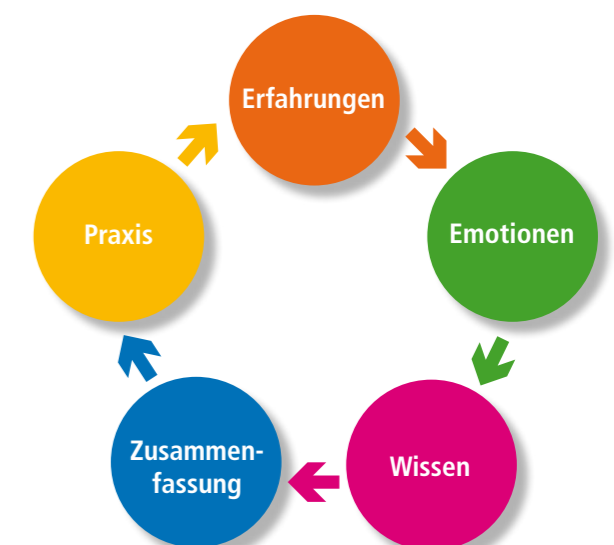 Erfahrungen
Emotionen
Wissen
Zusammen-
fassung
Praxis